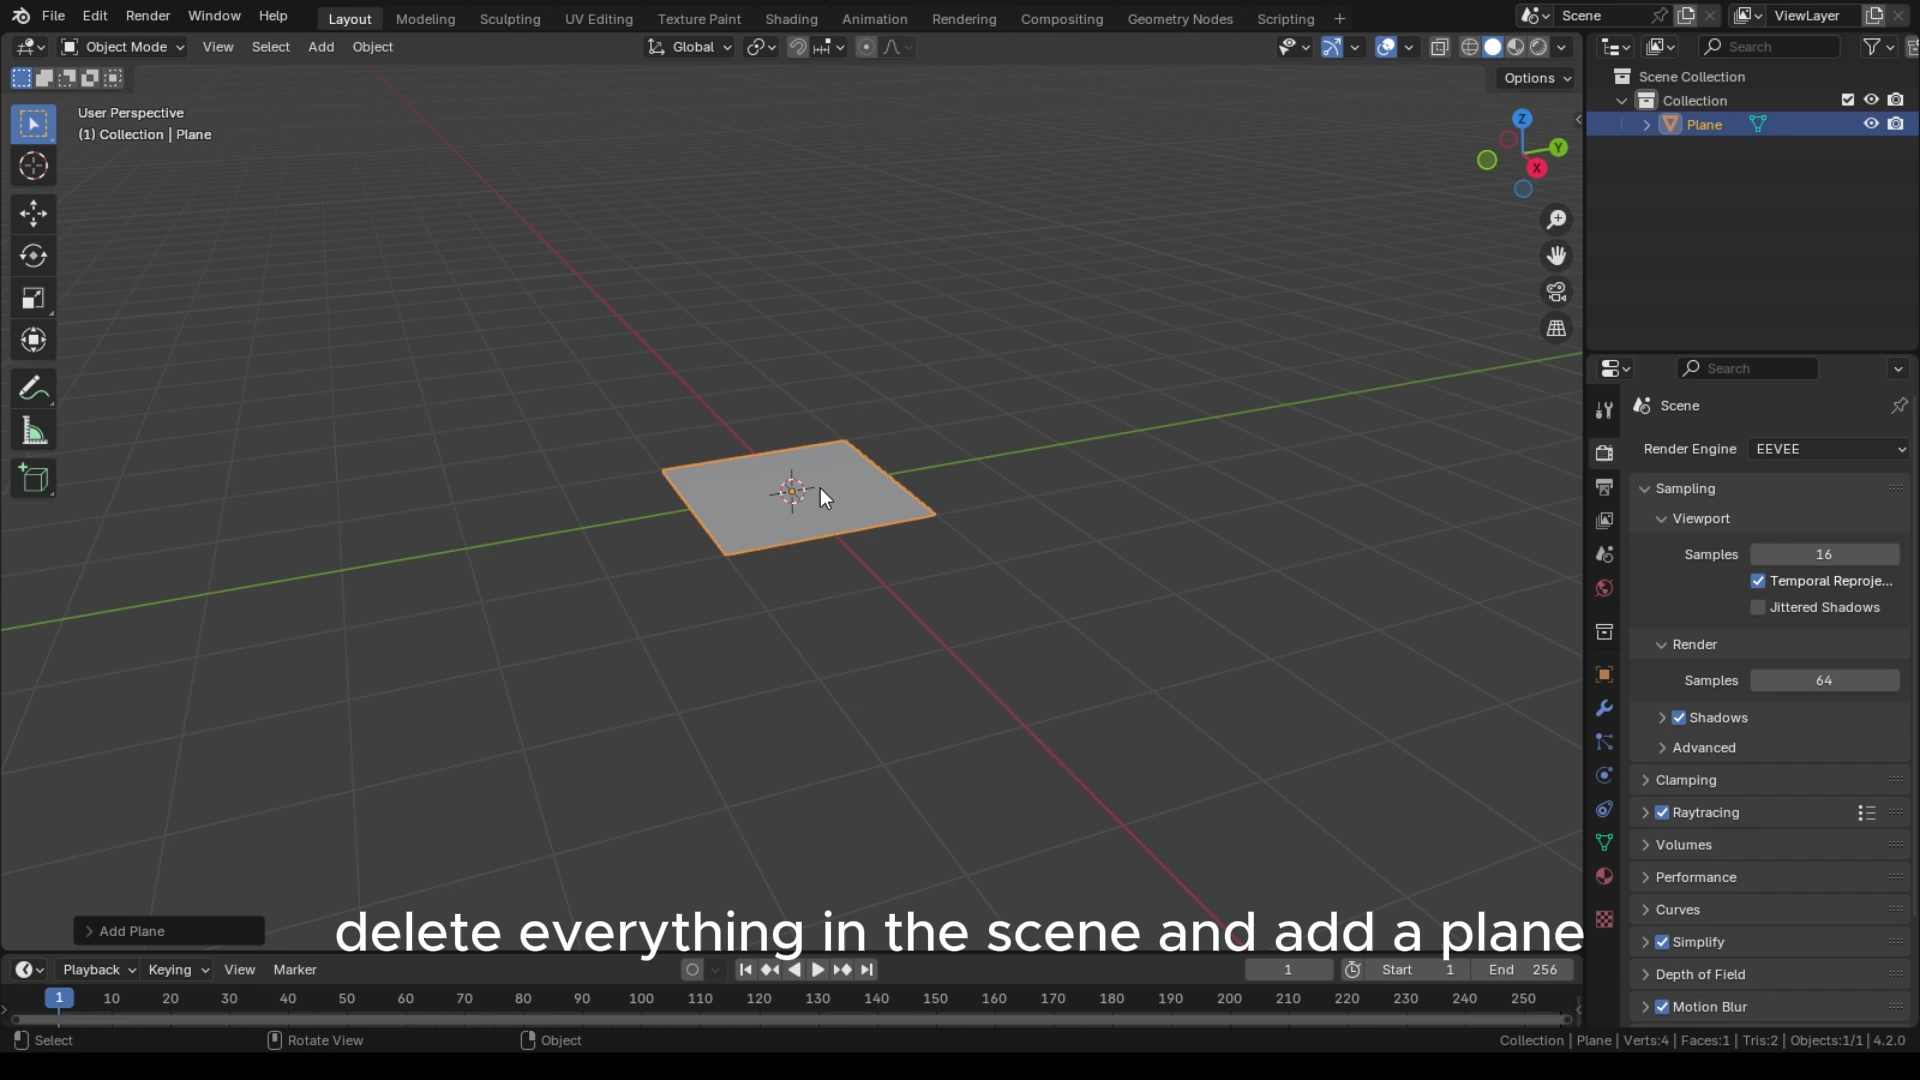 File Edit Render Window Help Layout Modeling Sculpting UV Editing Texture Paint Shading Animation Rendering Compositing Geometry Nodes Scripting + Scene ViewLayer
Object Mode View Select Add Object Global Search
Options
Scene Collection
Collection
Plane
User Perspective
(1) Collection | Plane
Z
Y
X
Search
Scene
Render Engine EEVEE
Sampling
Viewport
Samples 16
Temporal Reproje...
Jittered Shadows
Render
Samples 64
Shadows
Advanced
Clamping
Raytracing
Volumes
Performance
Curves
Simplify
Depth of Field
Motion Blur
Add Plane
delete everything in the scene and add a plane
Playback Keying View Marker 1 Start 1 End 256
1 10 20 30 40 50 60 70 80 90 100 110 120 130 140 150 160 170 180 190 200 210 220 230 240 250
Select Rotate View Object Collection | Plane | Verts:4 | Faces:1 | Tris:2 | Objects:1/1 | 4.2.0